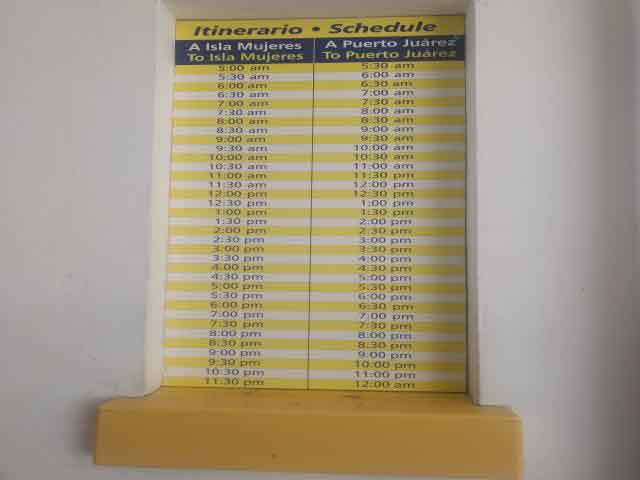 Itinerario • Schedule
A Isla Mujeres A Puerto Juárez
To Isla Mujeres To Puerto Juárez
5:00 am 5:30 am
5:30 am 6:00 am
6:00 am 6:30 am
6:30 am 7:00 am
7:00 am 7:30 am
7:30 am 8:00 am
8:00 am 8:30 am
8:30 am 9:00 am
9:00 am 9:30 am
9:30 am 10:00 am
10:00 am 10:30 am
10:30 am 11:00 am
11:00 am 11:30 pm
11:30 am 12:00 pm
12:00 pm 12:30 pm
12:30 pm 1:00 pm
1:00 pm 1:30 pm
1:30 pm 2:00 pm
2:00 pm 2:30 pm
2:30 pm 3:00 pm
3:00 pm 3:30 pm
3:30 pm 4:00 pm
4:00 pm 4:30 pm
4:30 pm 5:00 pm
5:00 pm 5:30 pm
5:30 pm 6:00 pm
6:00 pm 6:30 pm
7:00 pm 7:00 pm
7:30 pm 7:30 pm
8:00 pm 8:00 pm
8:30 pm 8:30 pm
9:00 pm 9:00 pm
9:30 pm 10:00 pm
10:30 pm 11:00 pm
11:30 pm 12:00 am